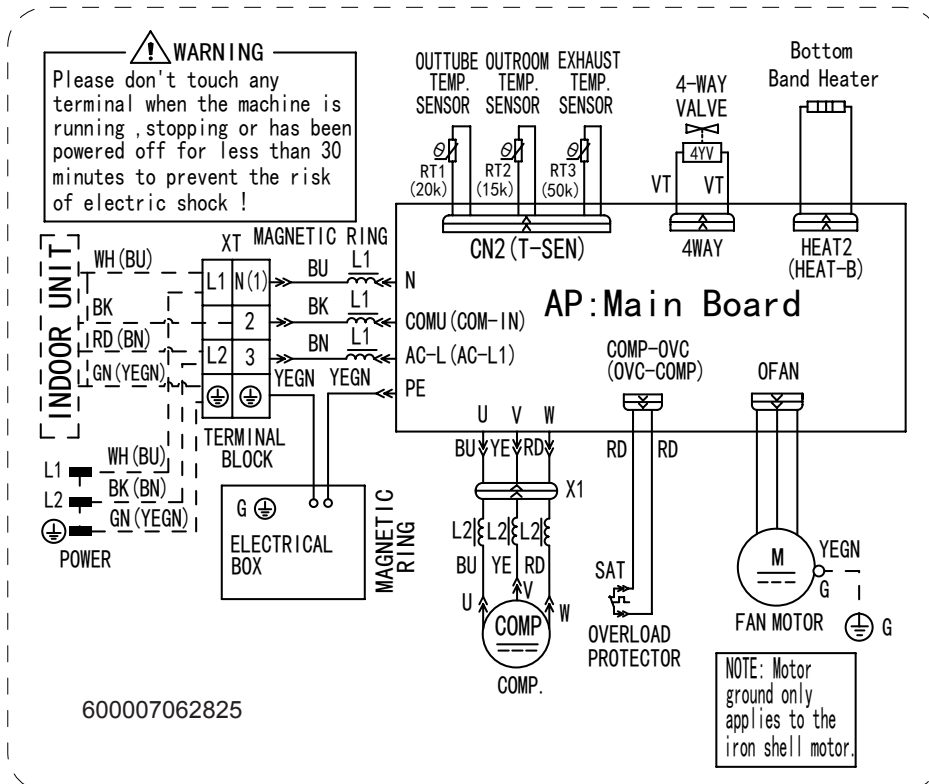 WARNING
Please don't touch any
terminal when the machine is
running , stopping or has been
powered off for less than 30
minutes to prevent the risk
of electric shock !
OUTTUBE OUTROOM EXHAUST
TEMP. TEMP. TEMP.
SENSOR SENSOR SENSOR
RT1 RT2 RT3
(20k) (15k) (50k)
4-WAY
VALVE
4YV
VT VT
Bottom
Band Heater
CN2(T-SEN)
4WAY
HEAT2
(HEAT-B)
AP:Main Board
INDOOR UNIT
WH(BU)
BK
RD(BN)
GN(YEGN)
XT
MAGNETIC RING
L1 N(1)
2
L2 3
TERMINAL
BLOCK
BU L1 N
BK L1 COMU(COM-IN)
BN L1 AC-L(AC-L1)
YEGN YEGN PE
COMP-OVC
(OVC-COMP)
OFAN
U V W
BU YE RD
RD RD
X1
L1 WH(BU)
L2 BK(BN)
GN(YEGN)
POWER
G
ELECTRICAL
BOX
MAGNETIC
RING
L2 L2 L2
BU YE RD
U V W
COMP
COMP.
SAT
OVERLOAD
PROTECTOR
M
YEGN
G
FAN MOTOR
G
NOTE: Motor
ground only
applies to the
iron shell motor.
600007062825